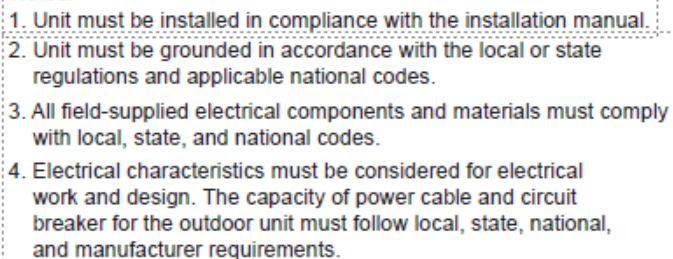 1. Unit must be installed in compliance with the installation manual.
2. Unit must be grounded in accordance with the local or state
regulations and applicable national codes.
3. All field-supplied electrical components and materials must comply
with local, state, and national codes.
4. Electrical characteristics must be considered for electrical
work and design. The capacity of power cable and circuit
breaker for the outdoor unit must follow local, state, national,
and manufacturer requirements.